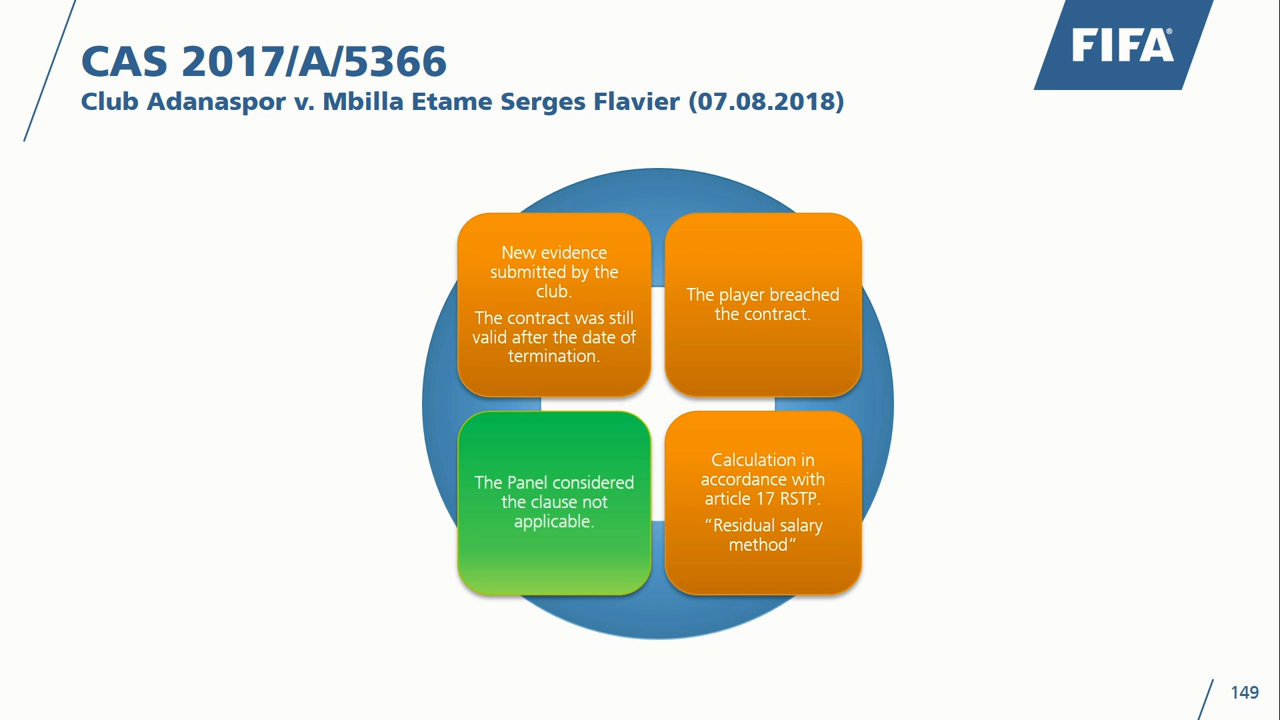 CAS 2017/A/5366
Club Adanaspor v. Mbilla Etame Serges Flavier (07.08.2018)
FIFA®
New evidence
submitted by the
club.
The contract was still
valid after the date of
termination.
The player breached
the contract.
The Panel considered
the clause not
applicable.
Calculation in
accordance with
article 17 RSTP.
“Residual salary
method”
149